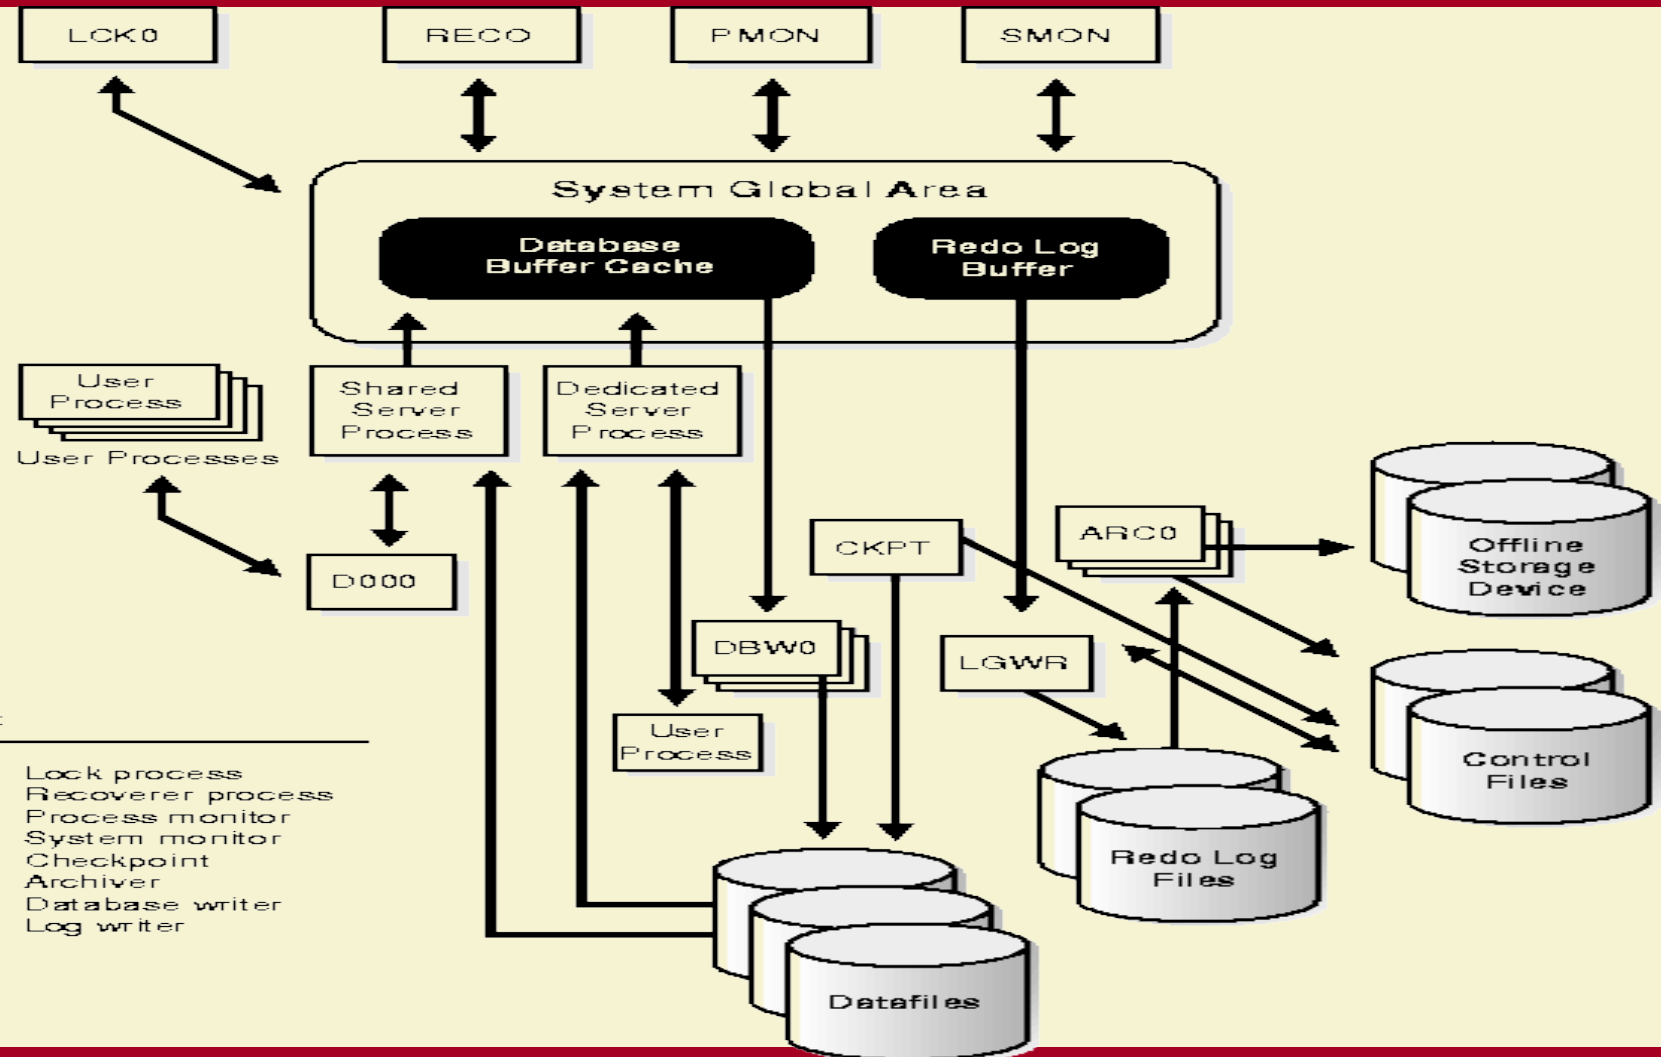 LCK0
RECO
PMON
SMON
System Global Area
Database
Buffer Cache
Redo Log
Buffer
User
Process
User Processes
Shared
Server
Process
Dedicated
Server
Process
D000
CKPT
ARC0
Offline
Storage
Device
DBW0
LGWR
User
Process
Control
Files
Redo Log
Files
Datafiles
Lock process
Recoverer process
Process monitor
System monitor
Checkpoint
Archiver
Database writer
Log writer